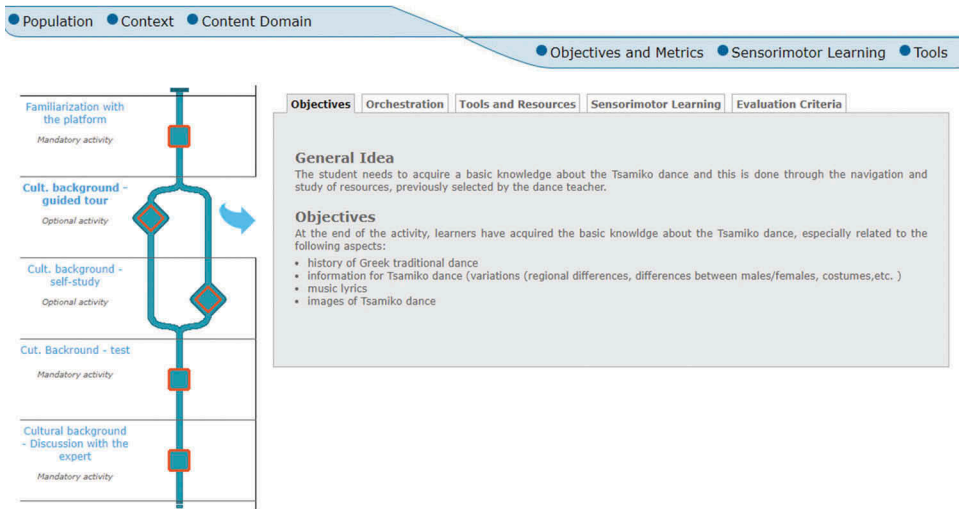 Population Context Content Domain
Objectives and Metrics Sensorimotor Learning Tools
Familiarization with
the platform
Mandatory activity
Cult. background -
guided tour
Optional activity
Cult. background -
self-study
Optional activity
Cut. Backround - test
Mandatory activity
Cultural background
- Discussion with the
expert
Mandatory activity
Objectives Orchestration Tools and Resources Sensorimotor Learning Evaluation Criteria
General Idea
The student needs to acquire a basic knowledge about the Tsamiko dance and this is done through the navigation and
study of resources, previously selected by the dance teacher.
Objectives
At the end of the activity, learners have acquired the basic knowldge about the Tsamiko dance, especially related to the
following aspects:
• history of Greek traditional dance
• information for Tsamiko dance (variations (regional differences, differences between males/females, costumes,etc. )
• music lyrics
• images of Tsamiko dance